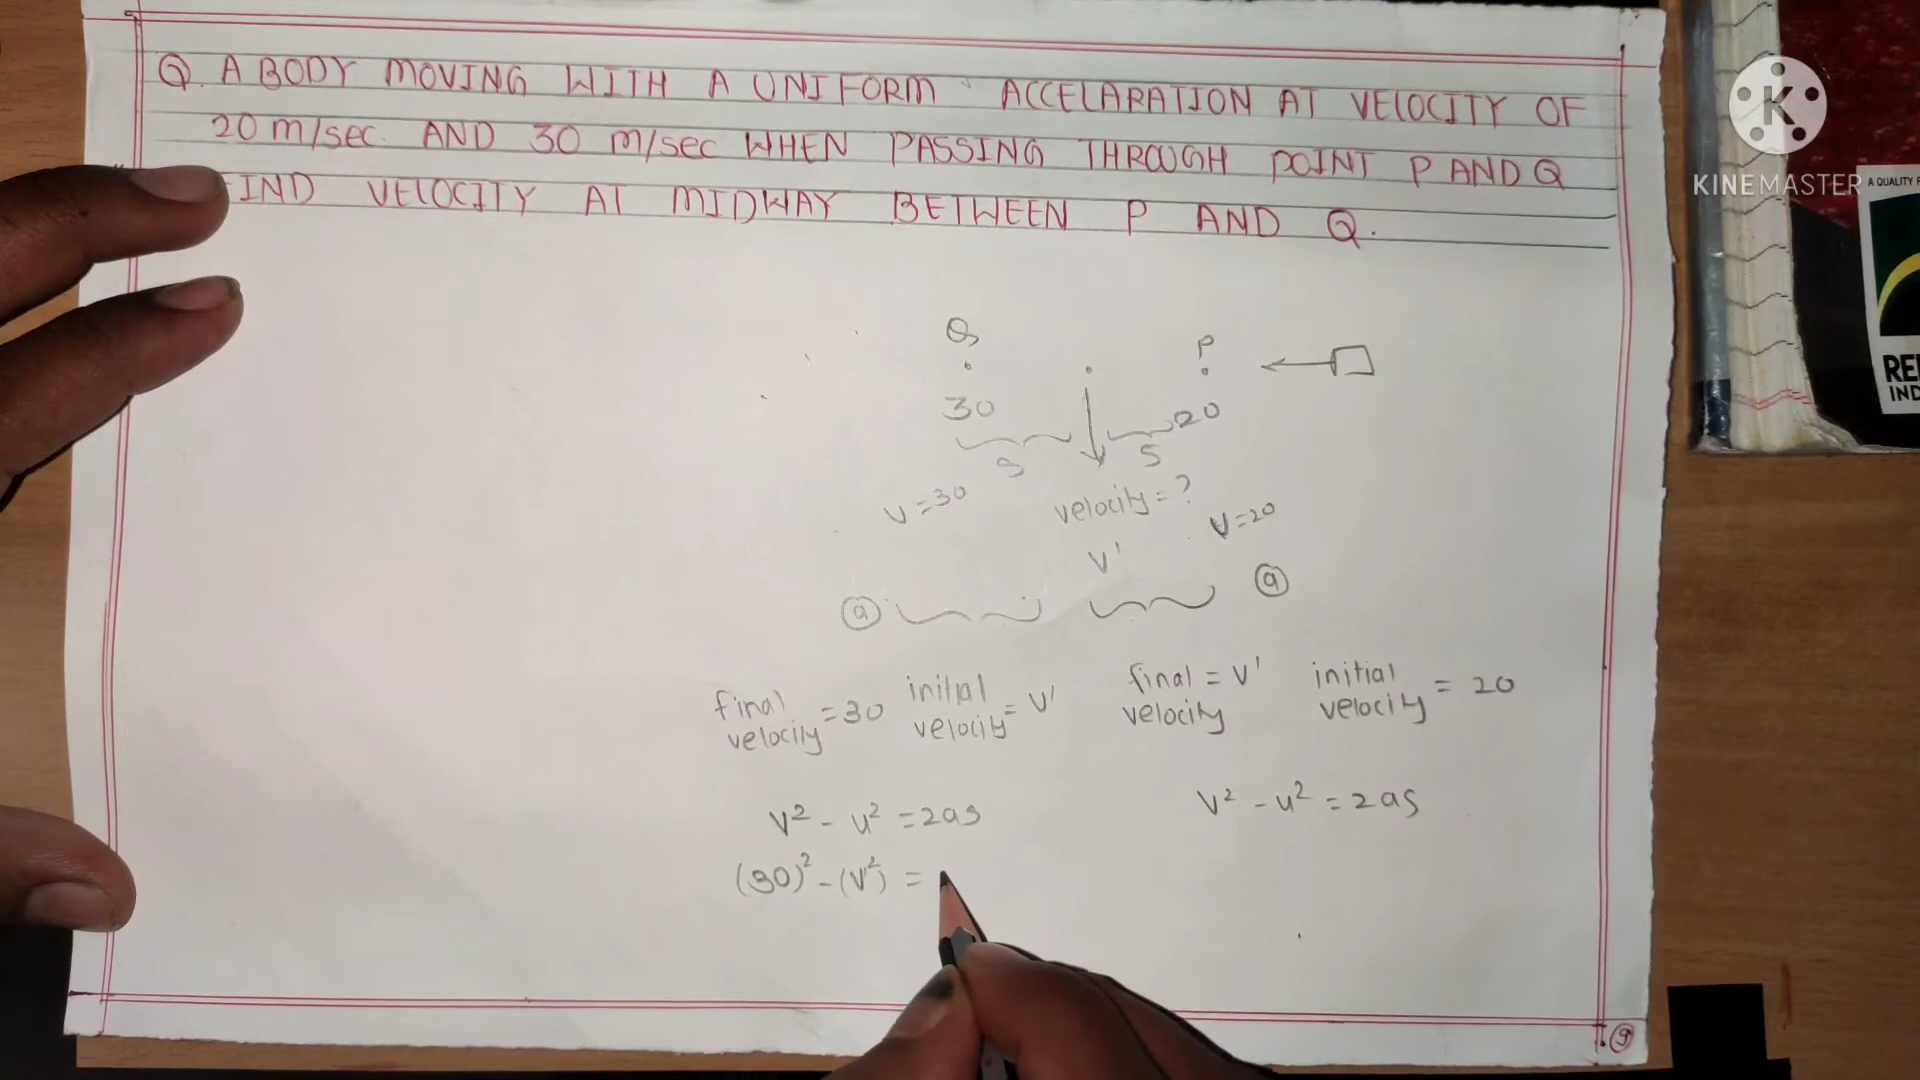 Q. A BODY MOVING WITH A UNIFORM ACCELARATION AT VELOCITY OF
20 m/sec. AND 30 m/sec WHEN PASSING THROUGH POINT P AND Q
VELOCITY AT MIDWAY BETWEEN P AND Q.
KINEMASTER
A QUALITY
Q
P
30
20
S
S
V = 30
velocity = ?
V = 20
V'
a
a
final velocity = 30
initial velocity = V'
final velocity = V'
initial velocity = 20
V² - u² = 2as
V² - u² = 2as
(30)² - (V'²) =
9